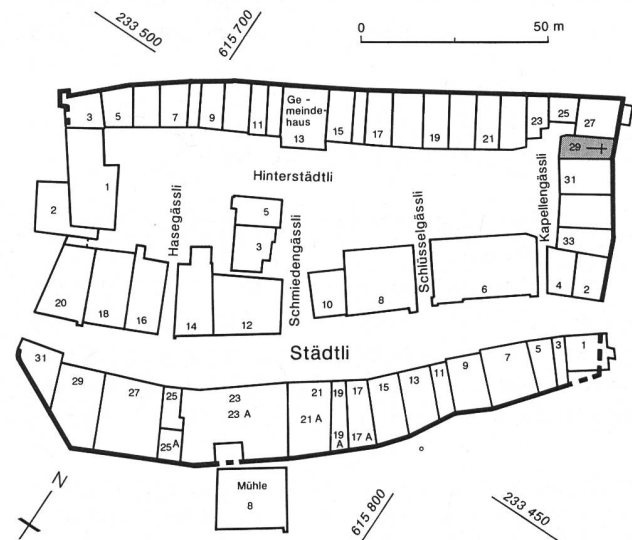 233 500
615 700
0 50 m
3 5 7 9 11 Ge-
meinde
haus
13 15 17 19 21 23 25 27
29
1
Hinterstädtli
31
2
5
3
33
Hasegässli
Schmiedengässli
Schlüsselgässli
Kapellengässli
20 18 16 14 12 10 8 6 4 2
Städtli
31 29 27 25 23 21 19 17 15 13 11 9 7 5 3 1
25 A 23 A 21 A 19 A 17 A
Mühle
8
N
615 800
233 450